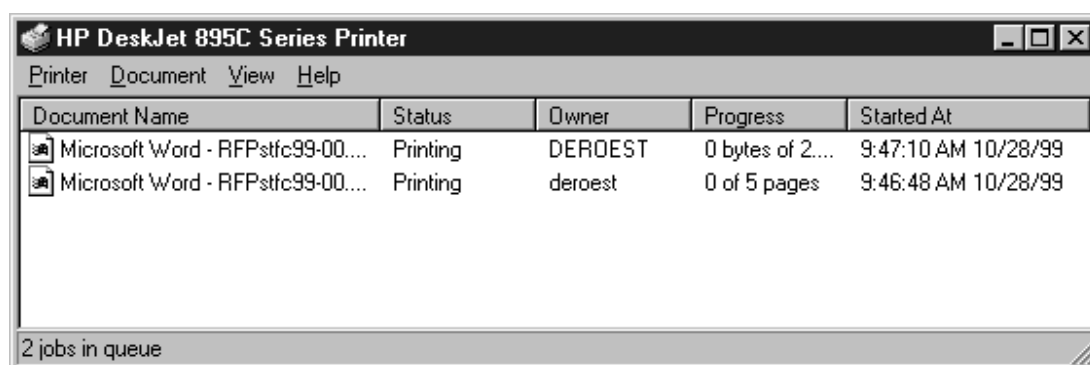 HP DeskJet 895C Series Printer
Printer Document View Help
Document Name Status Owner Progress Started At
Microsoft Word - RFPstfc99-00.... Printing DEROEST 0 bytes of 2.... 9:47:10 AM 10/28/99
Microsoft Word - RFPstfc99-00.... Printing deroest 0 of 5 pages 9:46:48 AM 10/28/99
2 jobs in queue